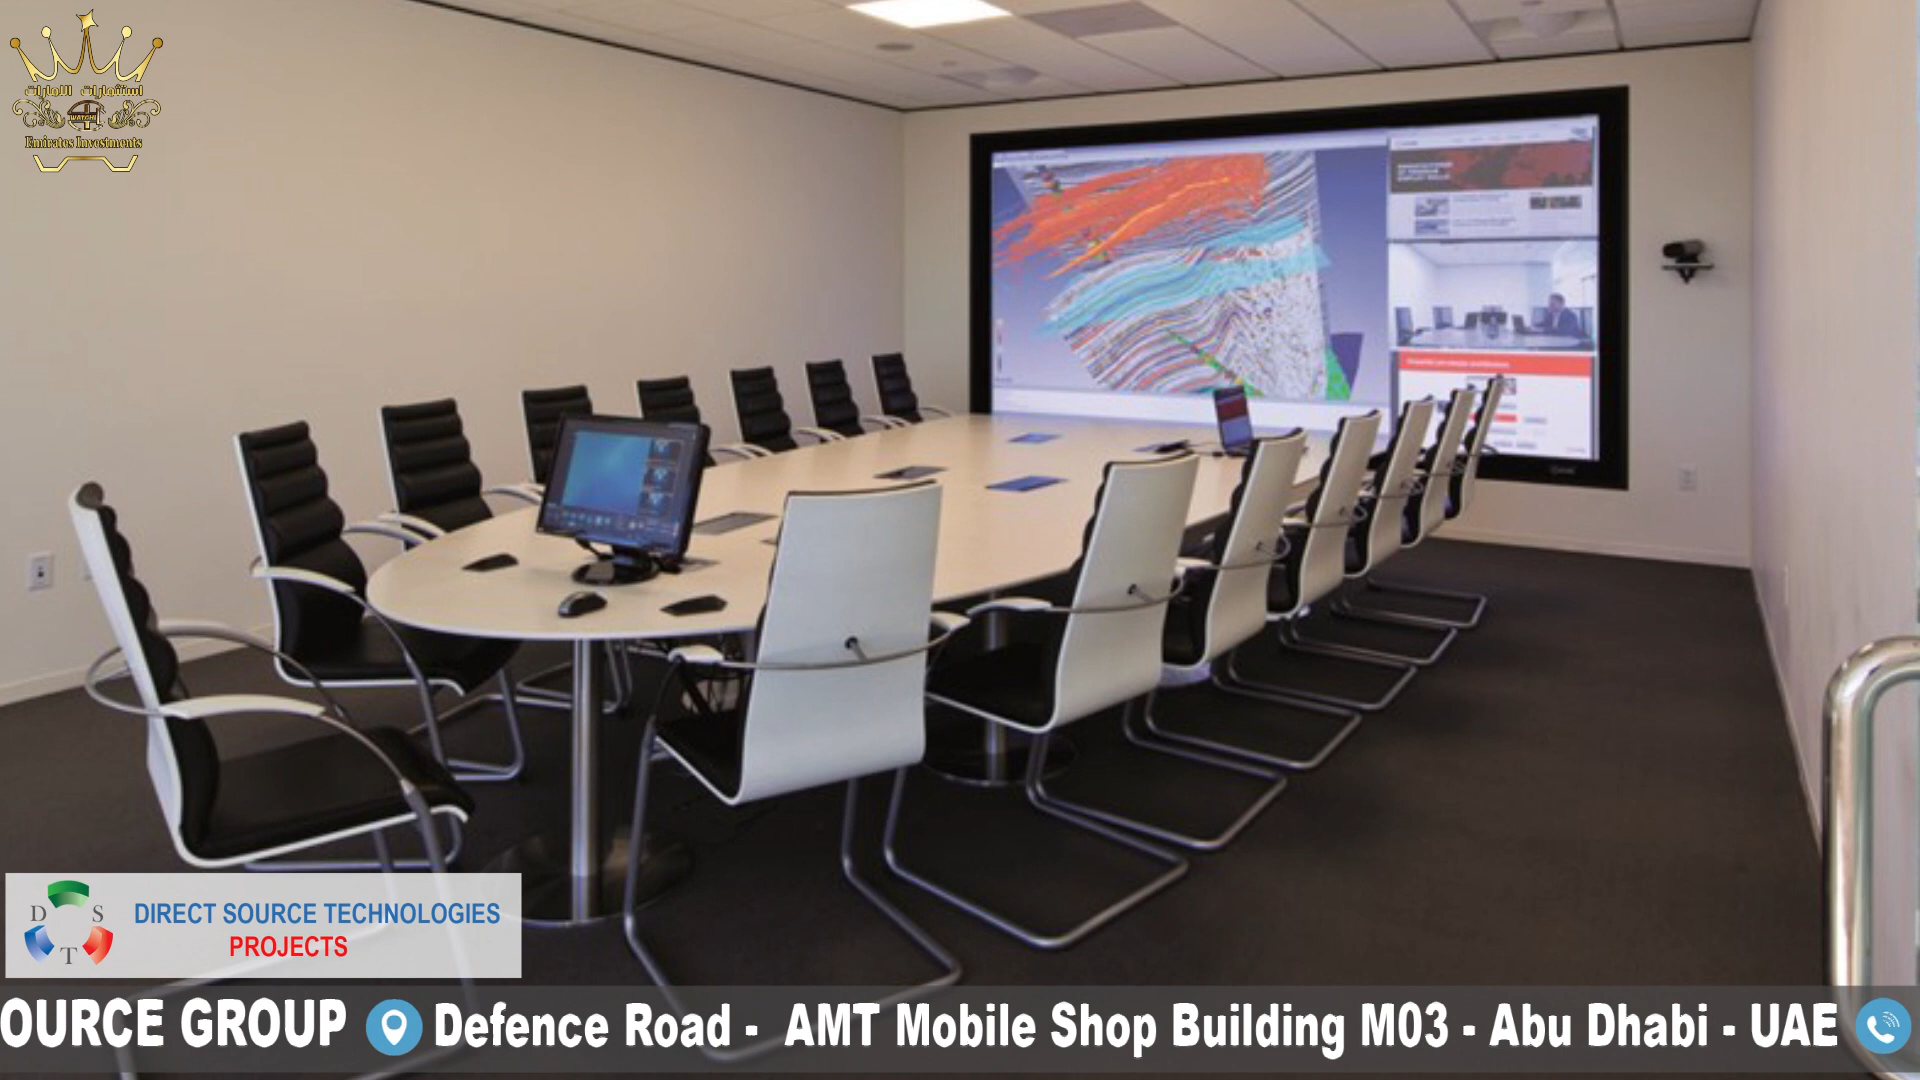 استثمارات الامارات
WATCHE
Emirates Investments
D S
T
DIRECT SOURCE TECHNOLOGIES
PROJECTS
OURCE GROUP Defence Road - AMT Mobile Shop Building M03 - Abu Dhabi - UAE